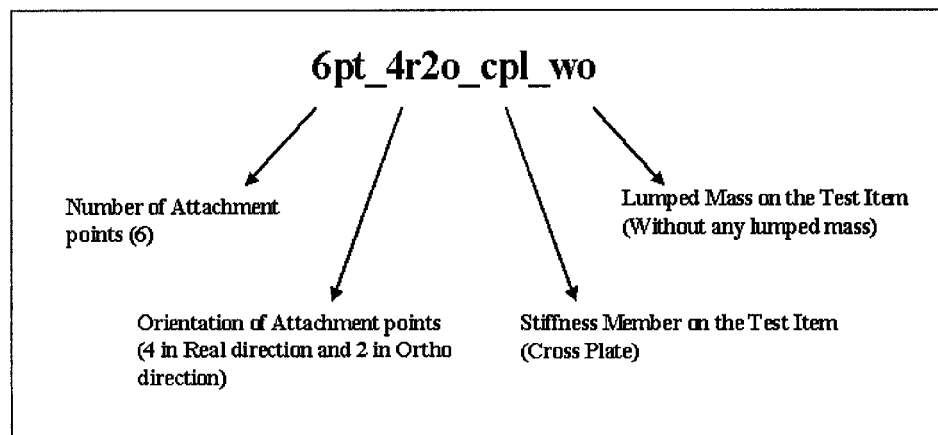 6pt_4r2o_cpl_wo
Number of Attachment
points (6)
Lumped Mass on the Test Item
(Without any lumped mass)
Orientation of Attachment points
(4 in Real direction and 2 in Ortho
direction)
Stiffness Member on the Test Item
(Cross Plate)